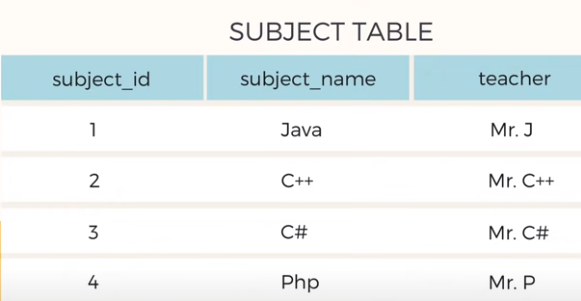 SUBJECT TABLE
subject_id subject_name teacher
1 Java Mr. J
2 C++ Mr. C++
3 C# Mr. C#
4 Php Mr. P